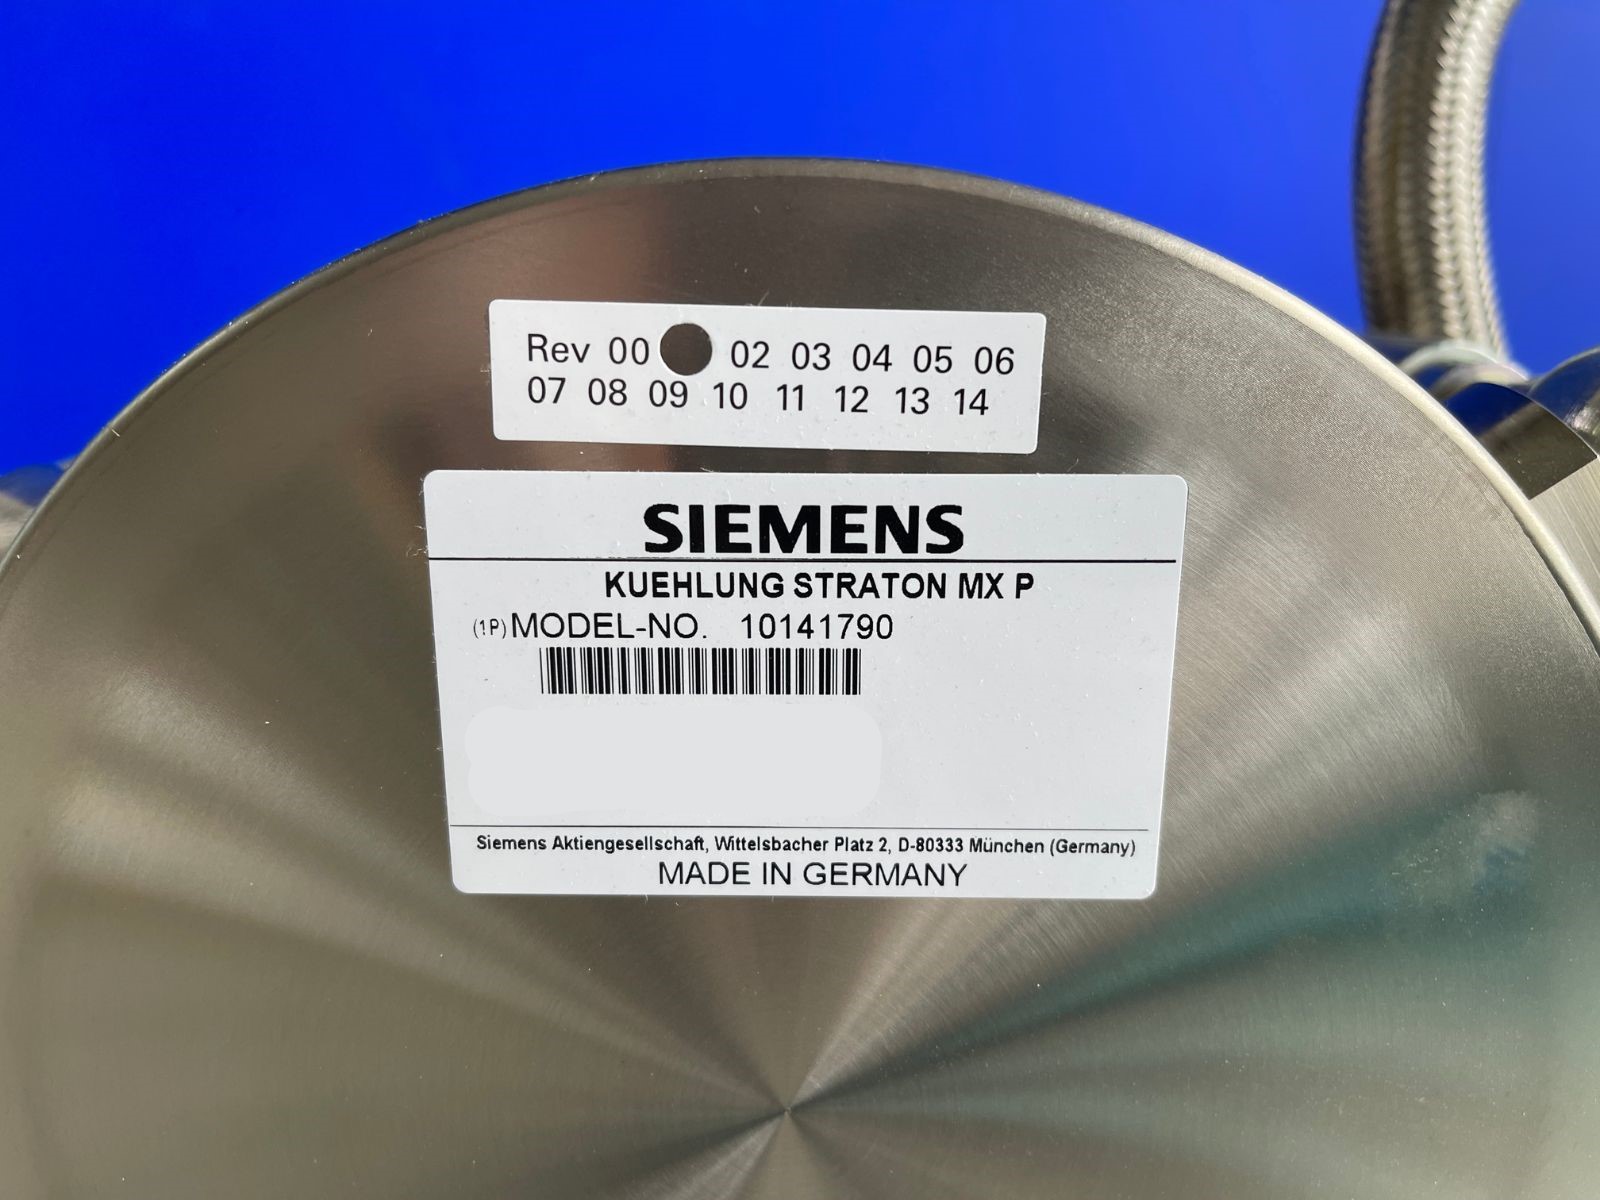 Rev 00 02 03 04 05 06
07 08 09 10 11 12 13 14
SIEMENS
KUEHLUNG STRATON MX P
(1P) MODEL-NO. 10141790
Siemens Aktiengesellschaft, Wittelsbacher Platz 2, D-80333 München (Germany)
MADE IN GERMANY